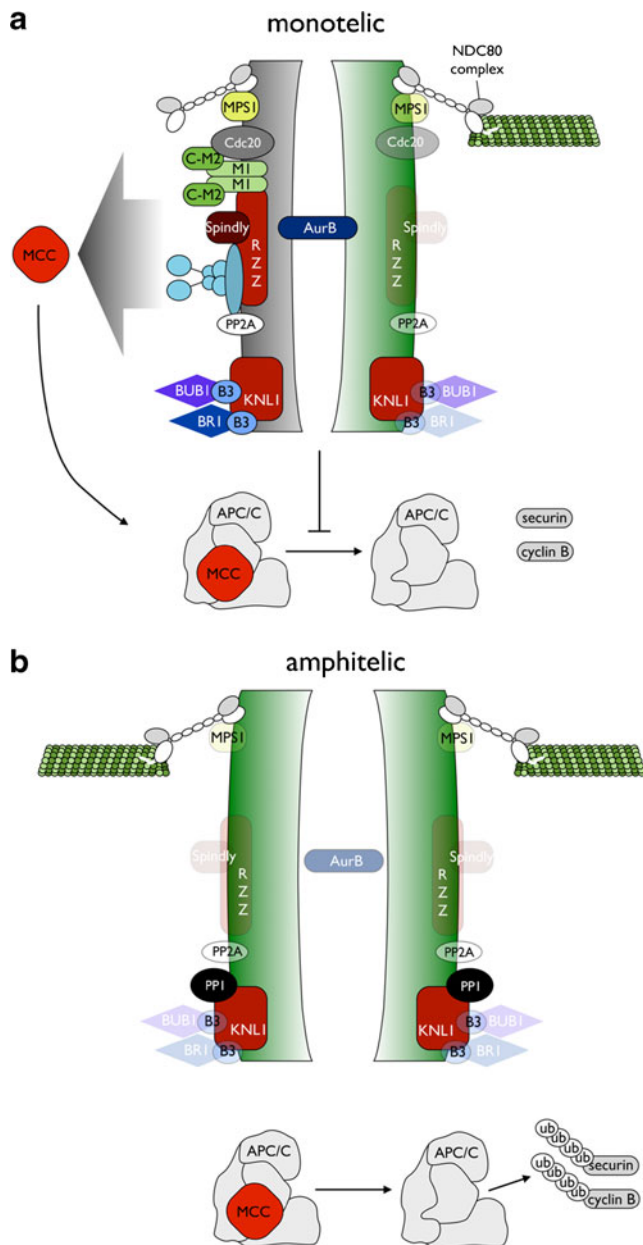 a
monotelic
NDC80
complex
MPS1
MPS1
Cdc20
Cdc20
C-M2
M1
M1
C-M2
Spindly
R
Z
Z
AurB
R
Z
Z
Spindly
MCC
PP2A
PP2A
BUB1
B3
KNL1
KNL1
B3
BUB1
BR1
B3
B3
BR1
APC/C
MCC
APC/C
securin
cyclin B
b
amphitelic
MPS1
MPS1
Spindly
R
Z
Z
AurB
R
Z
Z
Spindly
PP2A
PP2A
PP1
PP1
BUB1
B3
KNL1
KNL1
B3
BUB1
BR1
B3
B3
BR1
APC/C
MCC
APC/C
ub
ub
ub
ub
securin
ub
ub
ub
ub
cyclin B